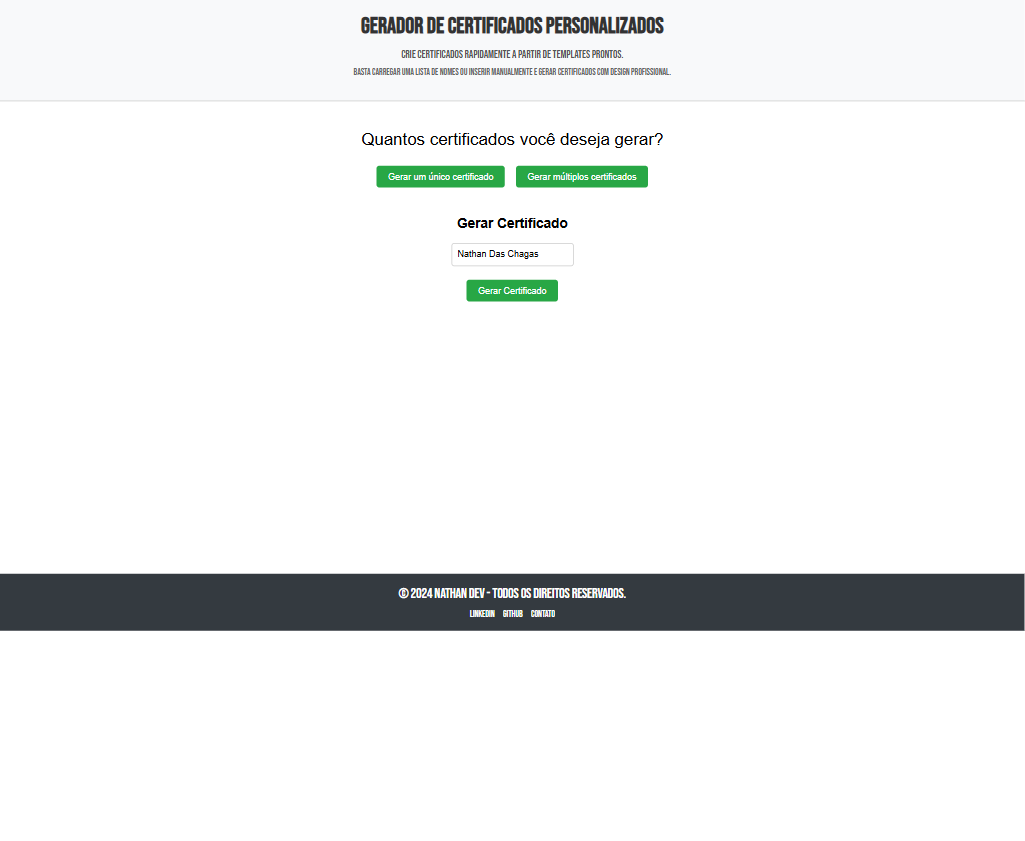 GERADOR DE CERTIFICADOS PERSONALIZADOS
CRIE CERTIFICADOS RAPIDAMENTE A PARTIR DE TEMPLATES PRONTOS.
BASTA CARREGAR UMA LISTA DE NOMES OU INSERIR MANUALMENTE E GERAR CERTIFICADOS COM DESIGN PROFISSIONAL.
Quantos certificados você deseja gerar?
Gerar um único certificado Gerar múltiplos certificados
Gerar Certificado
Nathan Das Chagas
Gerar Certificado
© 2024 NATHAN DEV - TODOS OS DIREITOS RESERVADOS.
LINKEDIN GITHUB CONTATO